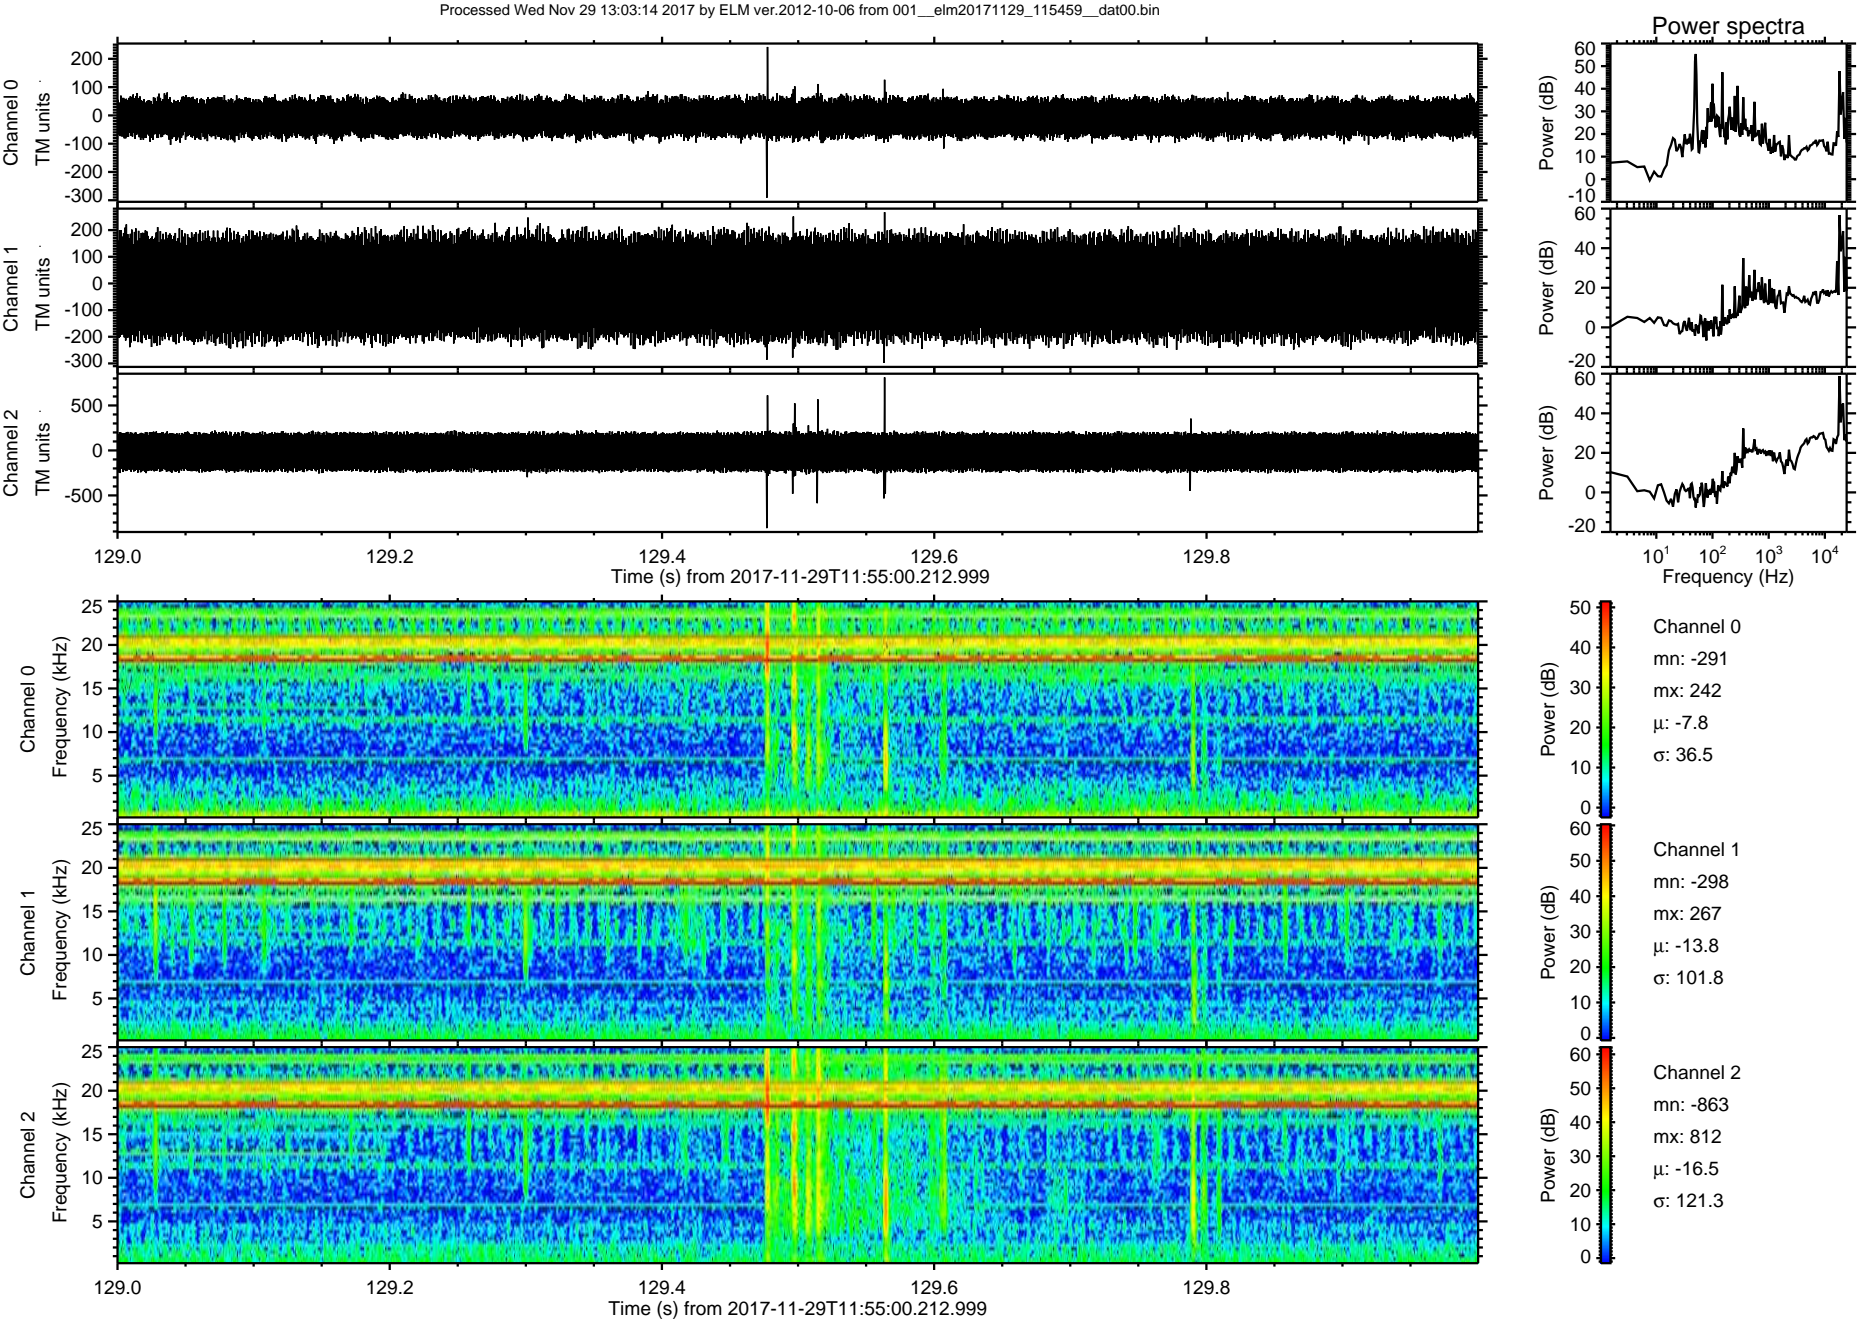 Processed Wed Nov 29 13:03:14 2017 by ELM ver.2012-10-06 from 001__elm20171129_115459__dat00.bin
Power spectra
Channel 0
TM units
200
100
0
-100
-200
-300
Power (dB)
60
50
40
30
20
10
0
-10
Channel 1
TM units
200
100
0
-100
-200
-300
Power (dB)
60
40
20
0
-20
Channel 2
TM units
500
0
-500
Power (dB)
60
40
20
0
-20
129.0 129.2 129.4 129.6 129.8
Time (s) from 2017-11-29T11:55:00.212.999
10¹ 10² 10³ 10⁴
Frequency (Hz)
Channel 0
Frequency (kHz)
25
20
15
10
5
Power (dB)
50
40
30
20
10
0
Channel 0
mn: -291
mx: 242
μ: -7.8
σ: 36.5
Channel 1
Frequency (kHz)
25
20
15
10
5
Power (dB)
60
50
40
30
20
10
0
Channel 1
mn: -298
mx: 267
μ: -13.8
σ: 101.8
Channel 2
Frequency (kHz)
25
20
15
10
5
Power (dB)
60
50
40
30
20
10
0
Channel 2
mn: -863
mx: 812
μ: -16.5
σ: 121.3
129.0 129.2 129.4 129.6 129.8
Time (s) from 2017-11-29T11:55:00.212.999